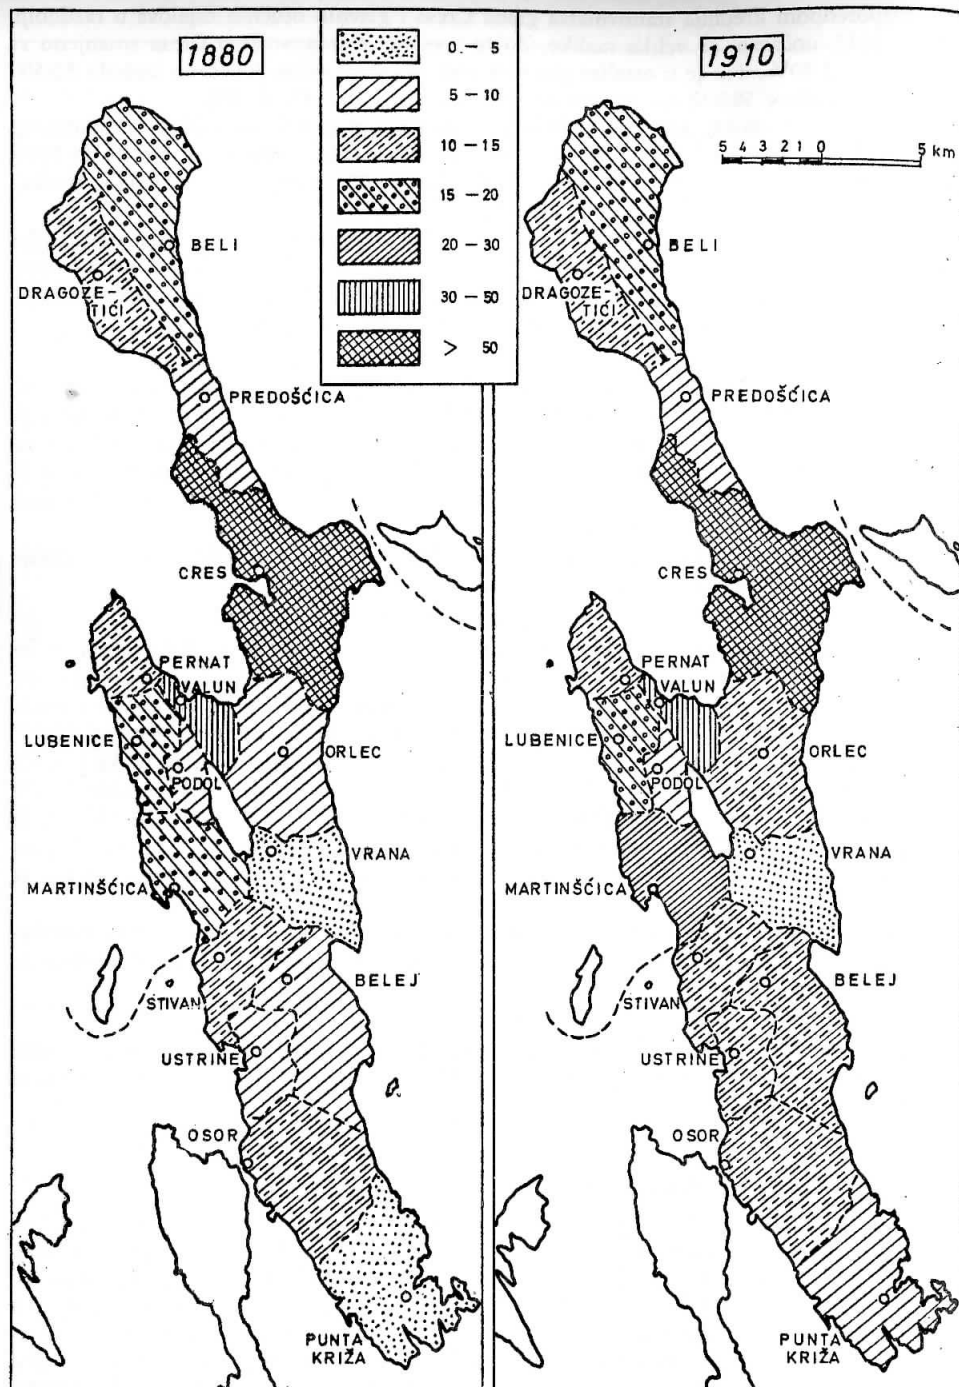 1880
0 — 5
5 — 10
10 — 15
15 — 20
20 — 30
30 — 50
> 50
BELI
DRAGOZE-
TIĆI
PREDOŠĆICA
CRES
PERNAT
VALUN
LUBENICE
ORLEC
PODOL
VRANA
MARTINŠĆICA
BELEJ
ŠTIVAN
USTRINE
OSOR
PUNTA
KRIŽA
1910
5 4 3 2 1 0 5 km
BELI
DRAGOZE-
TIĆI
PREDOŠĆICA
CRES
PERNAT
VALUN
LUBENICE
ORLEC
PODOL
VRANA
MARTINŠĆICA
BELEJ
ŠTIVAN
USTRINE
OSOR
PUNTA
KRIŽA